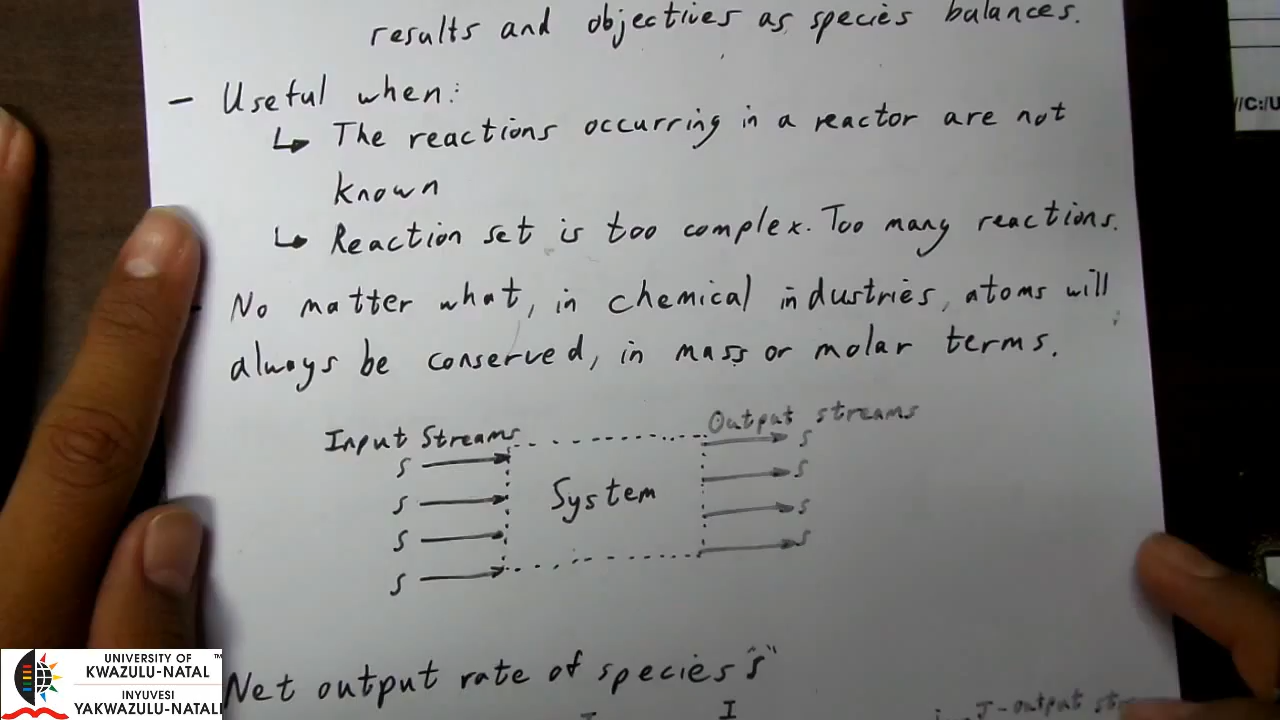 results and objectives as species balances.
- Useful when:
↳ The reactions occurring in a reactor are not
known
↳ Reaction set is too complex. Too many reactions.
- No matter what, in chemical industries, atoms will
always be conserved, in mass or molar terms.
Input Streams
Output streams
S
S
S
S
System
S
S
S
S
Net output rate of species "S"
I
J-output
//C:/U
UNIVERSITY OF ™
KWAZULU-NATAL
INYUVESI
YAKWAZULU-NATALI